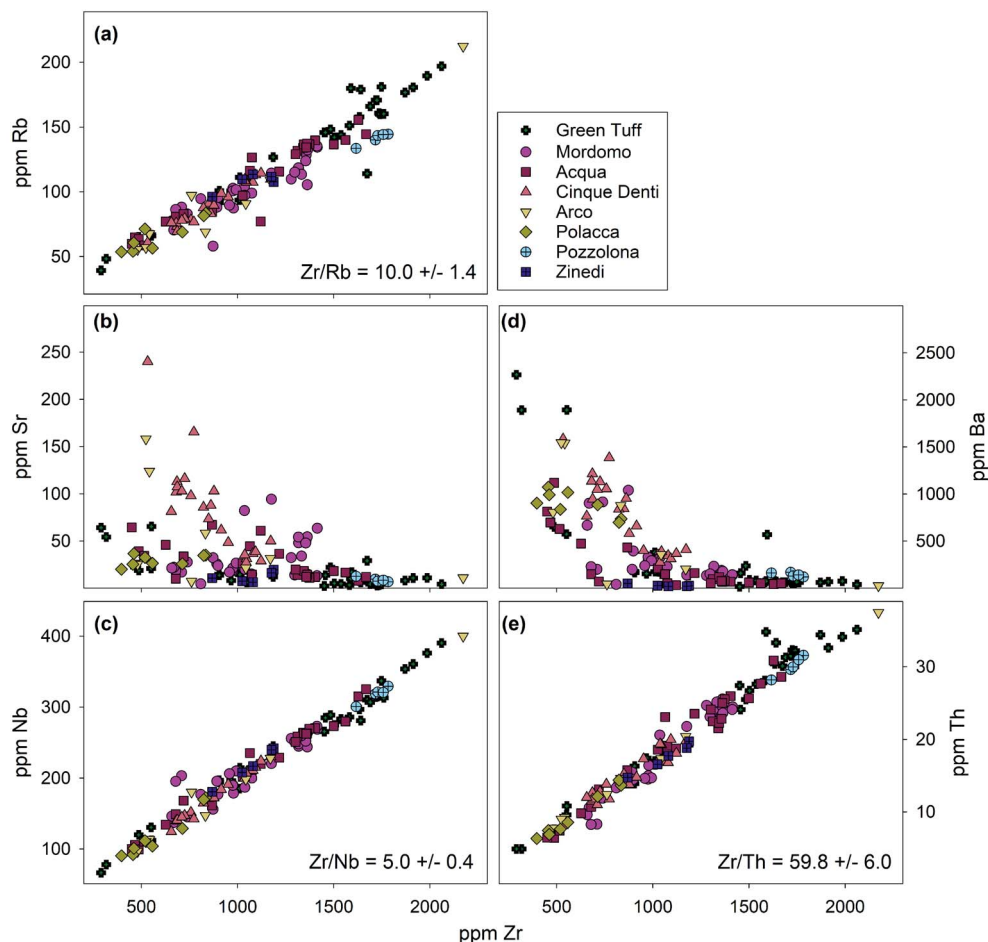 (a)
200
150
100
50
ppm Rb
Zr/Rb = 10.0 +/- 1.4
Green Tuff
Mordomo
Acqua
Cinque Denti
Arco
Polacca
Pozzolona
Zinedi
(b)
250
200
150
100
50
ppm Sr
(d)
2500
2000
1500
1000
500
ppm Ba
(c)
400
300
200
100
ppm Nb
Zr/Nb = 5.0 +/- 0.4
(e)
30
20
10
ppm Th
Zr/Th = 59.8 +/- 6.0
500 1000 1500 2000 500 1000 1500 2000
ppm Zr